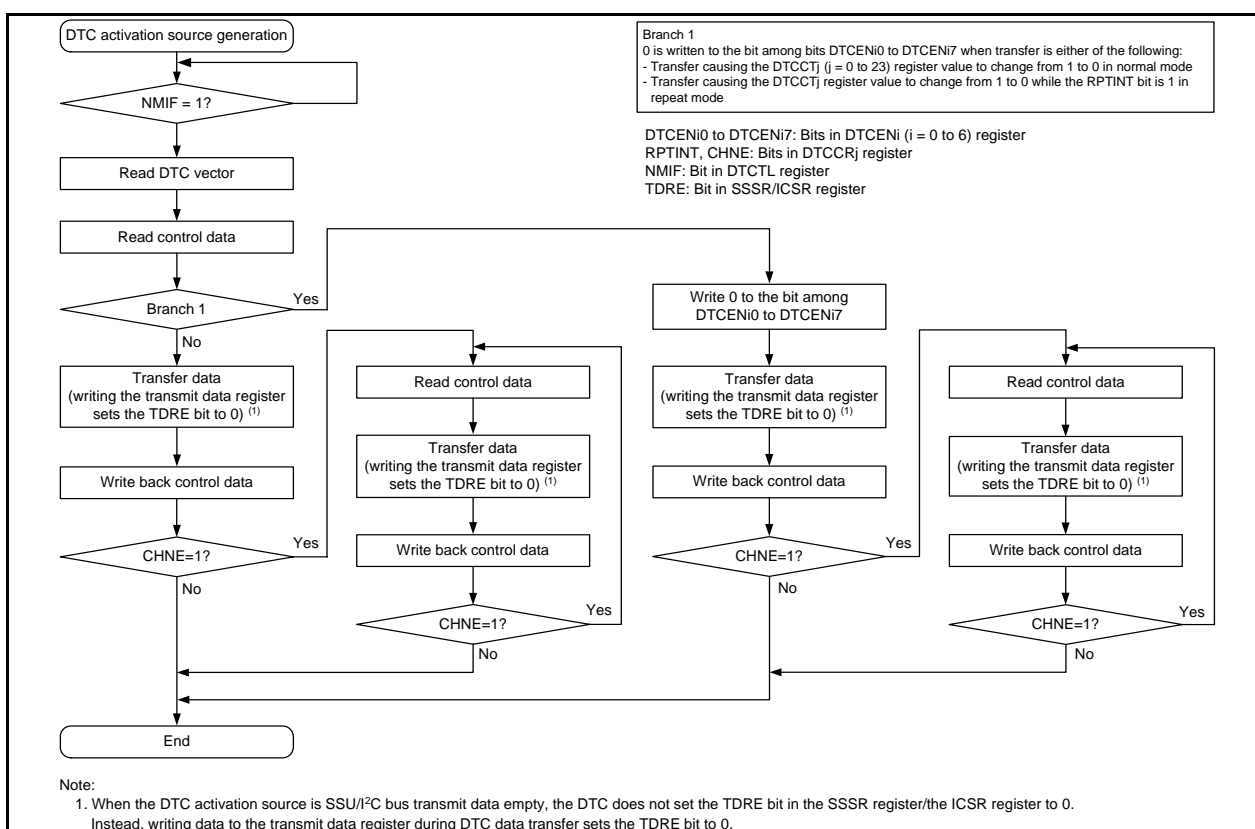 DTC activation source generation
NMIF = 1?
Read DTC vector
Read control data
Branch 1
Yes
No
Transfer data
(writing the transmit data register
sets the TDRE bit to 0) (1)
Write back control data
CHNE=1?
Yes
No
Read control data
Transfer data
(writing the transmit data register
sets the TDRE bit to 0) (1)
Write back control data
CHNE=1?
Yes
No
Branch 1
0 is written to the bit among bits DTCENi0 to DTCENi7 when transfer is either of the following:
- Transfer causing the DTCCTj (j = 0 to 23) register value to change from 1 to 0 in normal mode
- Transfer causing the DTCCTj register value to change from 1 to 0 while the RPTINT bit is 1 in
repeat mode
DTCENi0 to DTCENi7: Bits in DTCENi (i = 0 to 6) register
RPTINT, CHNE: Bits in DTCCRj register
NMIF: Bit in DTCTL register
TDRE: Bit in SSSR/ICSR register
Write 0 to the bit among
DTCENi0 to DTCENi7
Transfer data
(writing the transmit data register
sets the TDRE bit to 0) (1)
Write back control data
CHNE=1?
Yes
No
Read control data
Transfer data
(writing the transmit data register
sets the TDRE bit to 0) (1)
Write back control data
CHNE=1?
Yes
No
End
Note:
1. When the DTC activation source is SSU/I²C bus transmit data empty, the DTC does not set the TDRE bit in the SSSR register/the ICSR register to 0.
Instead, writing data to the transmit data register during DTC data transfer sets the TDRE bit to 0.